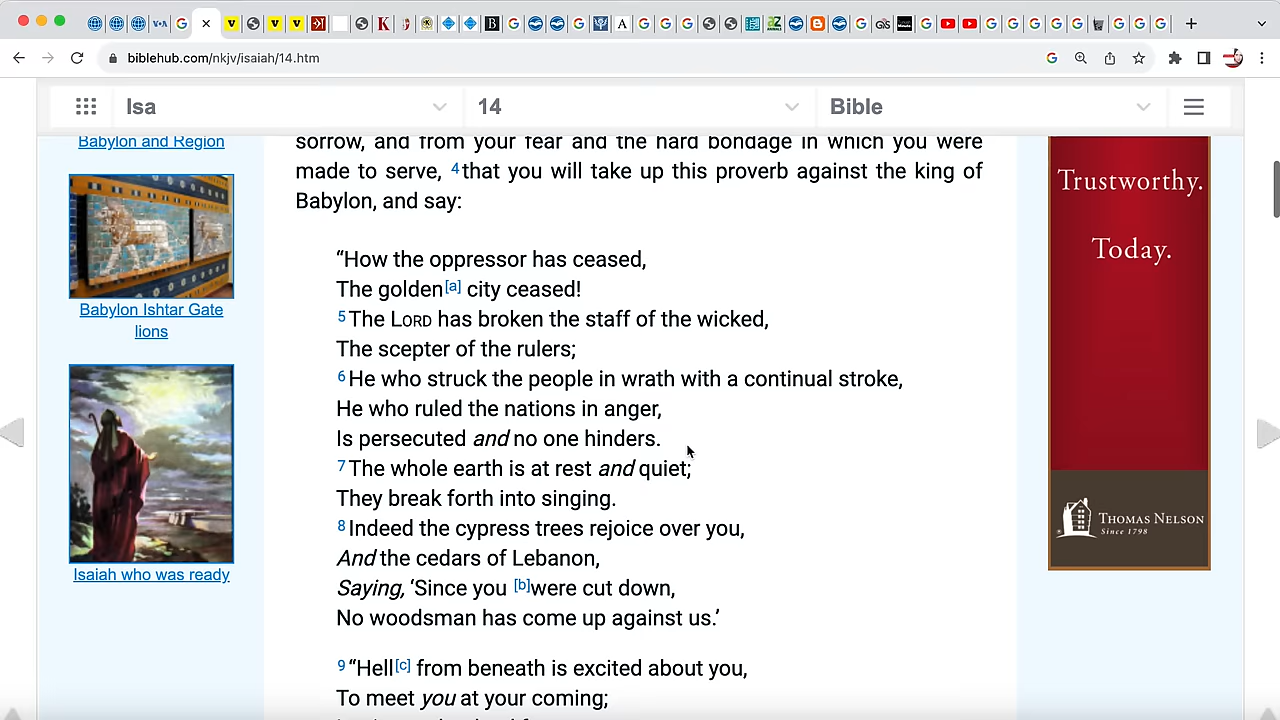 biblehub.com/nkjv/isaiah/14.htm
Isa
14
Bible
Babylon and Region
Babylon Ishtar Gate
lions
Isaiah who was ready
sorrow, and from your fear and the hard bondage in which you were
made to serve, 4 that you will take up this proverb against the king of
Babylon, and say:
“How the oppressor has ceased,
The golden[a] city ceased!
5 The LORD has broken the staff of the wicked,
The scepter of the rulers;
6 He who struck the people in wrath with a continual stroke,
He who ruled the nations in anger,
Is persecuted and no one hinders.
7 The whole earth is at rest and quiet;
They break forth into singing.
8 Indeed the cypress trees rejoice over you,
And the cedars of Lebanon,
Saying, ‘Since you [b]were cut down,
No woodsman has come up against us.’
9 “Hell[c] from beneath is excited about you,
To meet you at your coming;
Trustworthy.
Today.
THOMAS NELSON
Since 1798